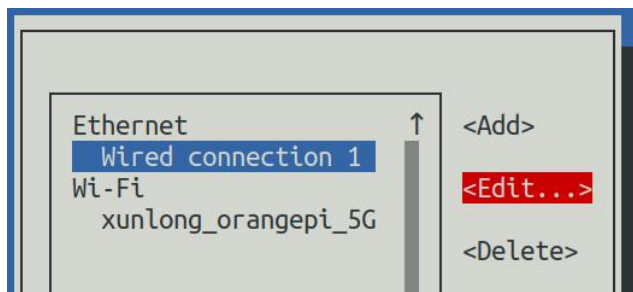 Ethernet ↑ <Add>
Wired connection 1
Wi-Fi <Edit...>
xunlong_orangepi_5G
<Delete>